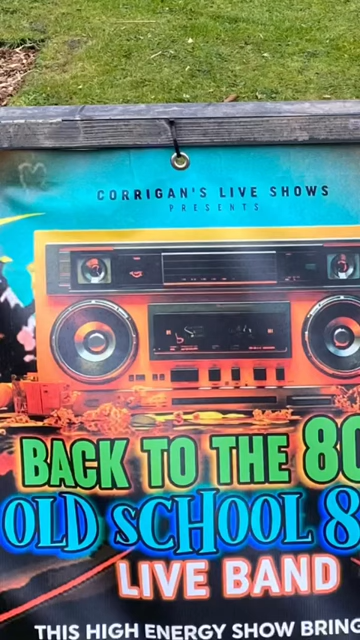 CORRIGAN'S LIVE SHOWS
PRESENTS
BACK TO THE 80
OLD SCHOOL 8
LIVE BAND
THIS HIGH ENERGY SHOW BRING